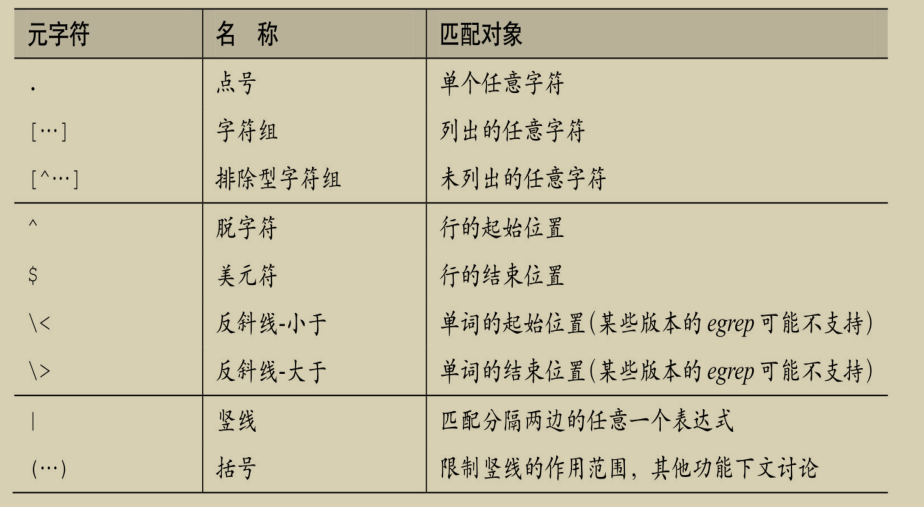 元字符 名 称 匹配对象
. 点号 单个任意字符
[…] 字符组 列出的任意字符
[^…] 排除型字符组 未列出的任意字符
^ 脱字符 行的起始位置
$ 美元符 行的结束位置
\< 反斜线-小于 单词的起始位置(某些版本的 egrep 可能不支持)
\> 反斜线-大于 单词的结束位置(某些版本的 egrep 可能不支持)
| 竖线 匹配分隔两边的任意一个表达式
(…) 括号 限制竖线的作用范围，其他功能下文讨论